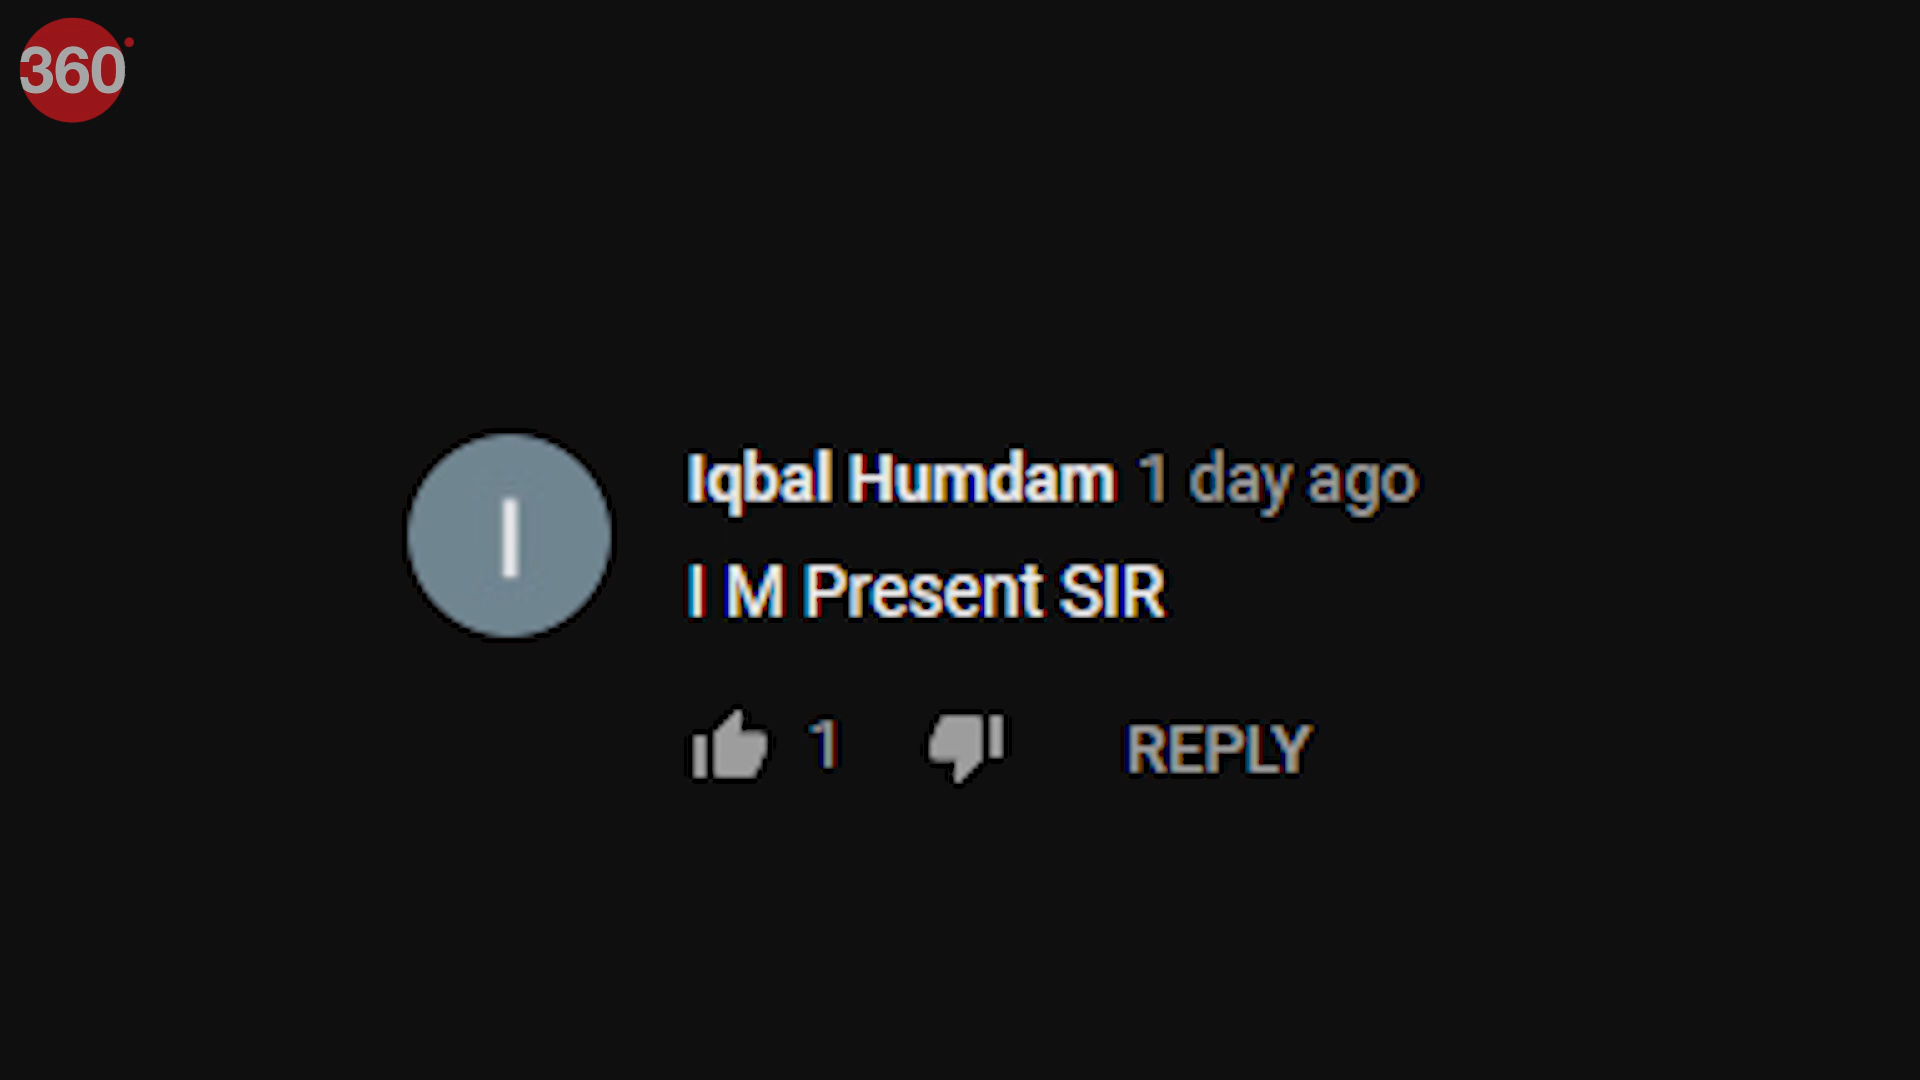 360°
I
Iqbal Humdam 1 day ago
I M Present SIR
1
REPLY